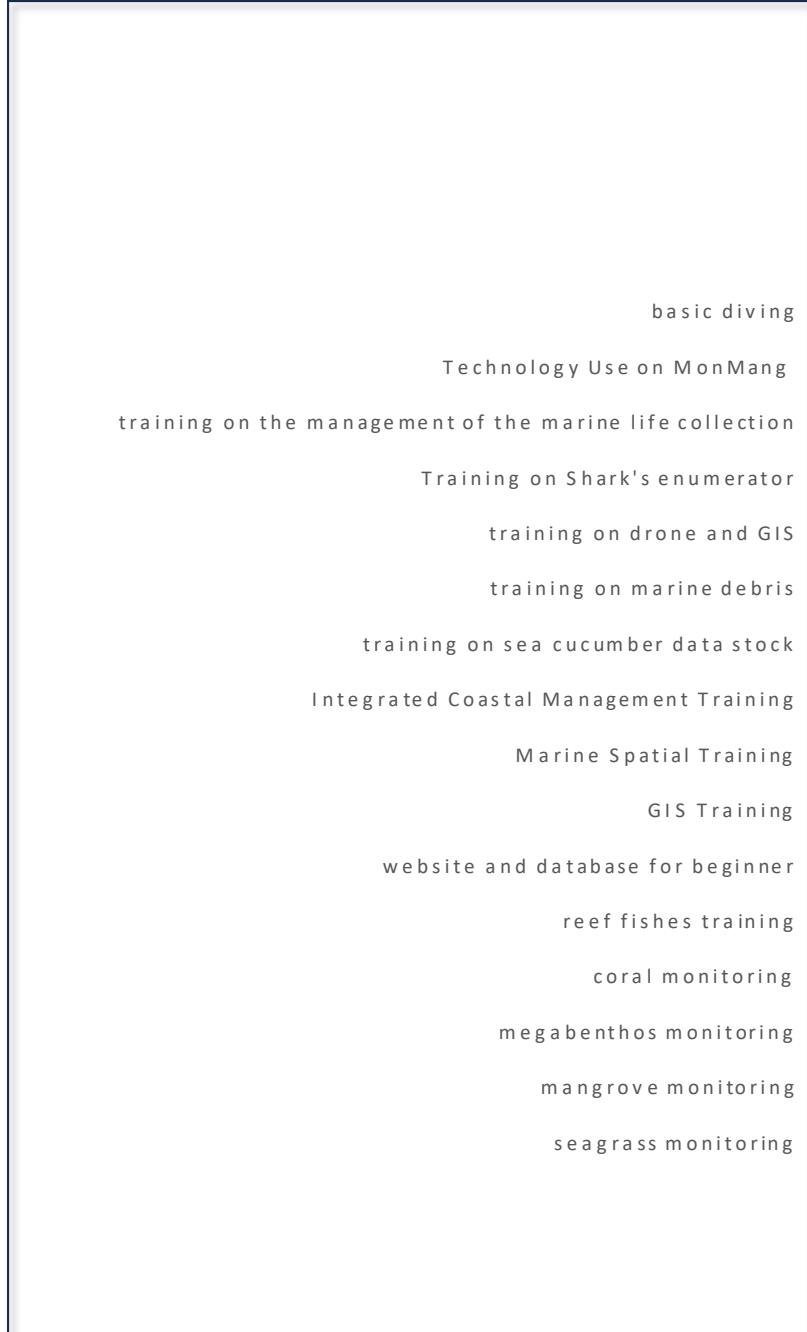 basic diving
Technology Use on MonMang
training on the management of the marine life collection
Training on Shark's enumerator
training on drone and GIS
training on marine debris
training on sea cucumber data stock
Integrated Coastal Management Training
Marine Spatial Training
GIS Training
website and database for beginner
reef fishes training
coral monitoring
megabenthos monitoring
mangrove monitoring
seagrass monitoring